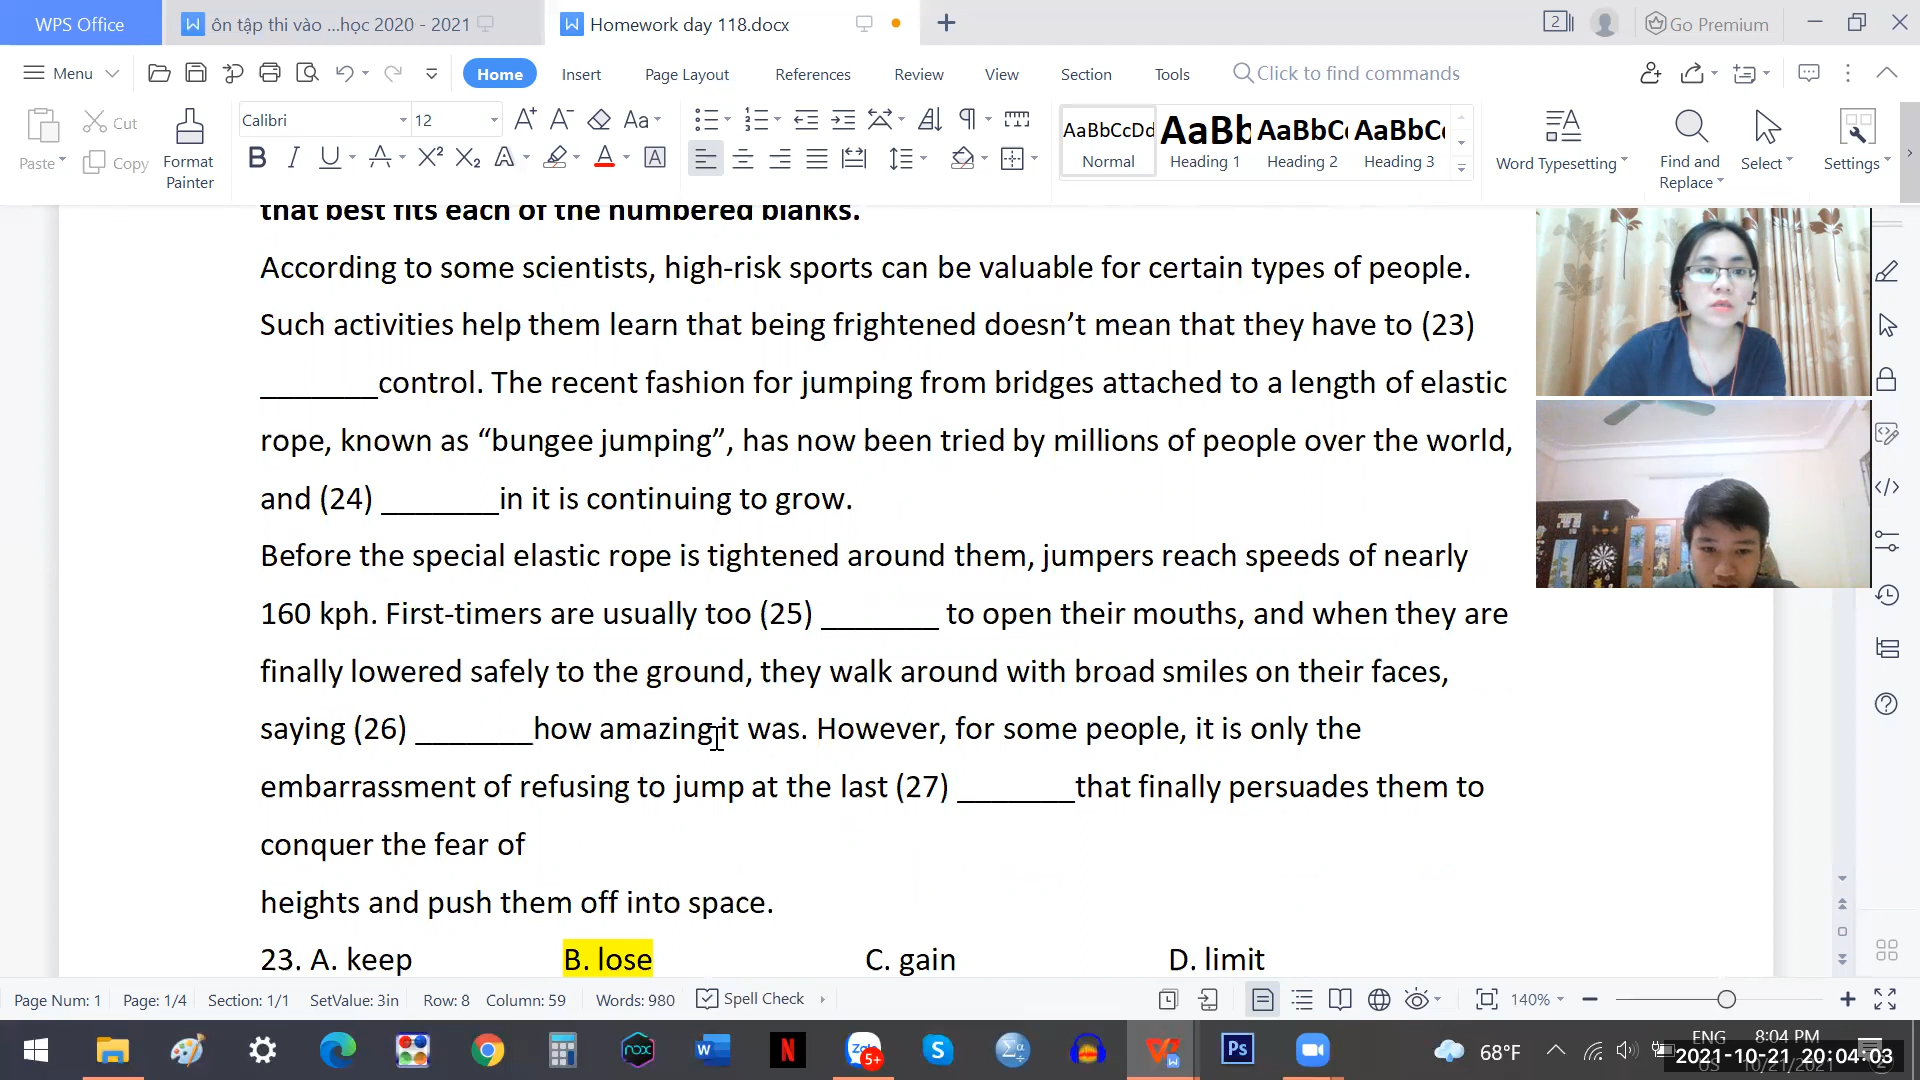 WPS Office
ôn tập thi vào ...học 2020 - 2021
Homework day 118.docx
2
Go Premium
Menu
Home
Insert
Page Layout
References
Review
View
Section
Tools
Click to find commands
Paste
Cut
Copy
Format
Painter
Calibri
12
AaBbCcDd
Normal
AaBb
Heading 1
AaBbC
Heading 2
AaBbC
Heading 3
Word Typesetting
Find and
Replace
Select
Settings
that best fits each of the numbered blanks.
According to some scientists, high-risk sports can be valuable for certain types of people.
Such activities help them learn that being frightened doesn’t mean that they have to (23)
_______control. The recent fashion for jumping from bridges attached to a length of elastic
rope, known as “bungee jumping”, has now been tried by millions of people over the world,
and (24) _______in it is continuing to grow.
Before the special elastic rope is tightened around them, jumpers reach speeds of nearly
160 kph. First-timers are usually too (25) _______ to open their mouths, and when they are
finally lowered safely to the ground, they walk around with broad smiles on their faces,
saying (26) _______how amazing it was. However, for some people, it is only the
embarrassment of refusing to jump at the last (27) _______that finally persuades them to
conquer the fear of
heights and push them off into space.
23. A. keep B. lose C. gain D. limit
Page Num: 1 Page: 1/4 Section: 1/1 SetValue: 3in Row: 8 Column: 59 Words: 980 Spell Check
140%
nox
Zalo
5+
Ps
68°F
ENG
8:04 PM
10/21/2021
2021-10-21 20:04:03